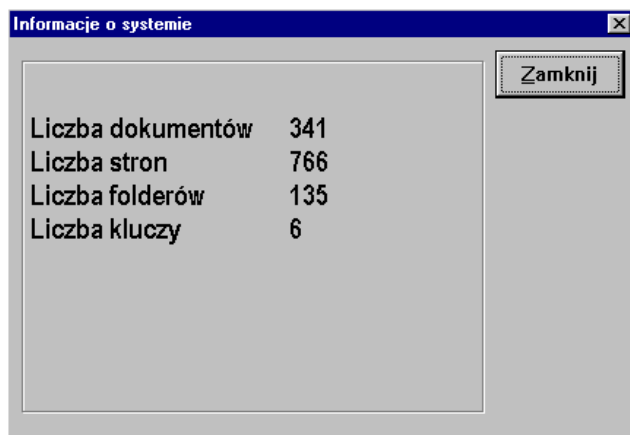 Informacje o systemie
Zamknij
Liczba dokumentów 341
Liczba stron 766
Liczba folderów 135
Liczba kluczy 6